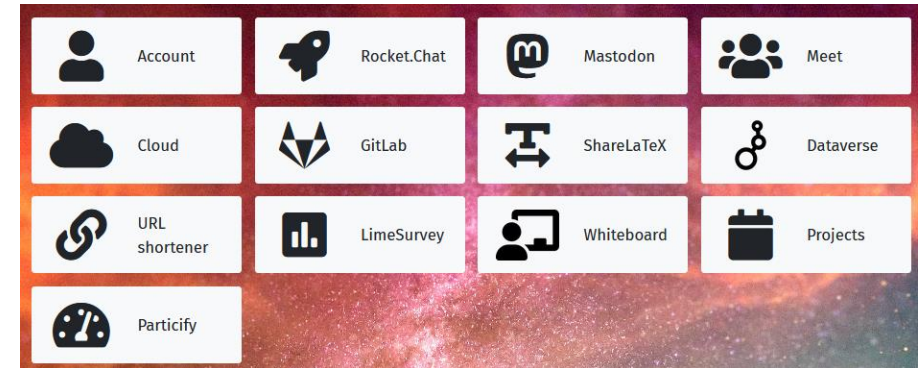 Account
Rocket.Chat
Mastodon
Meet
Cloud
GitLab
ShareLaTeX
Dataverse
URL
shortener
LimeSurvey
Whiteboard
Projects
Particify